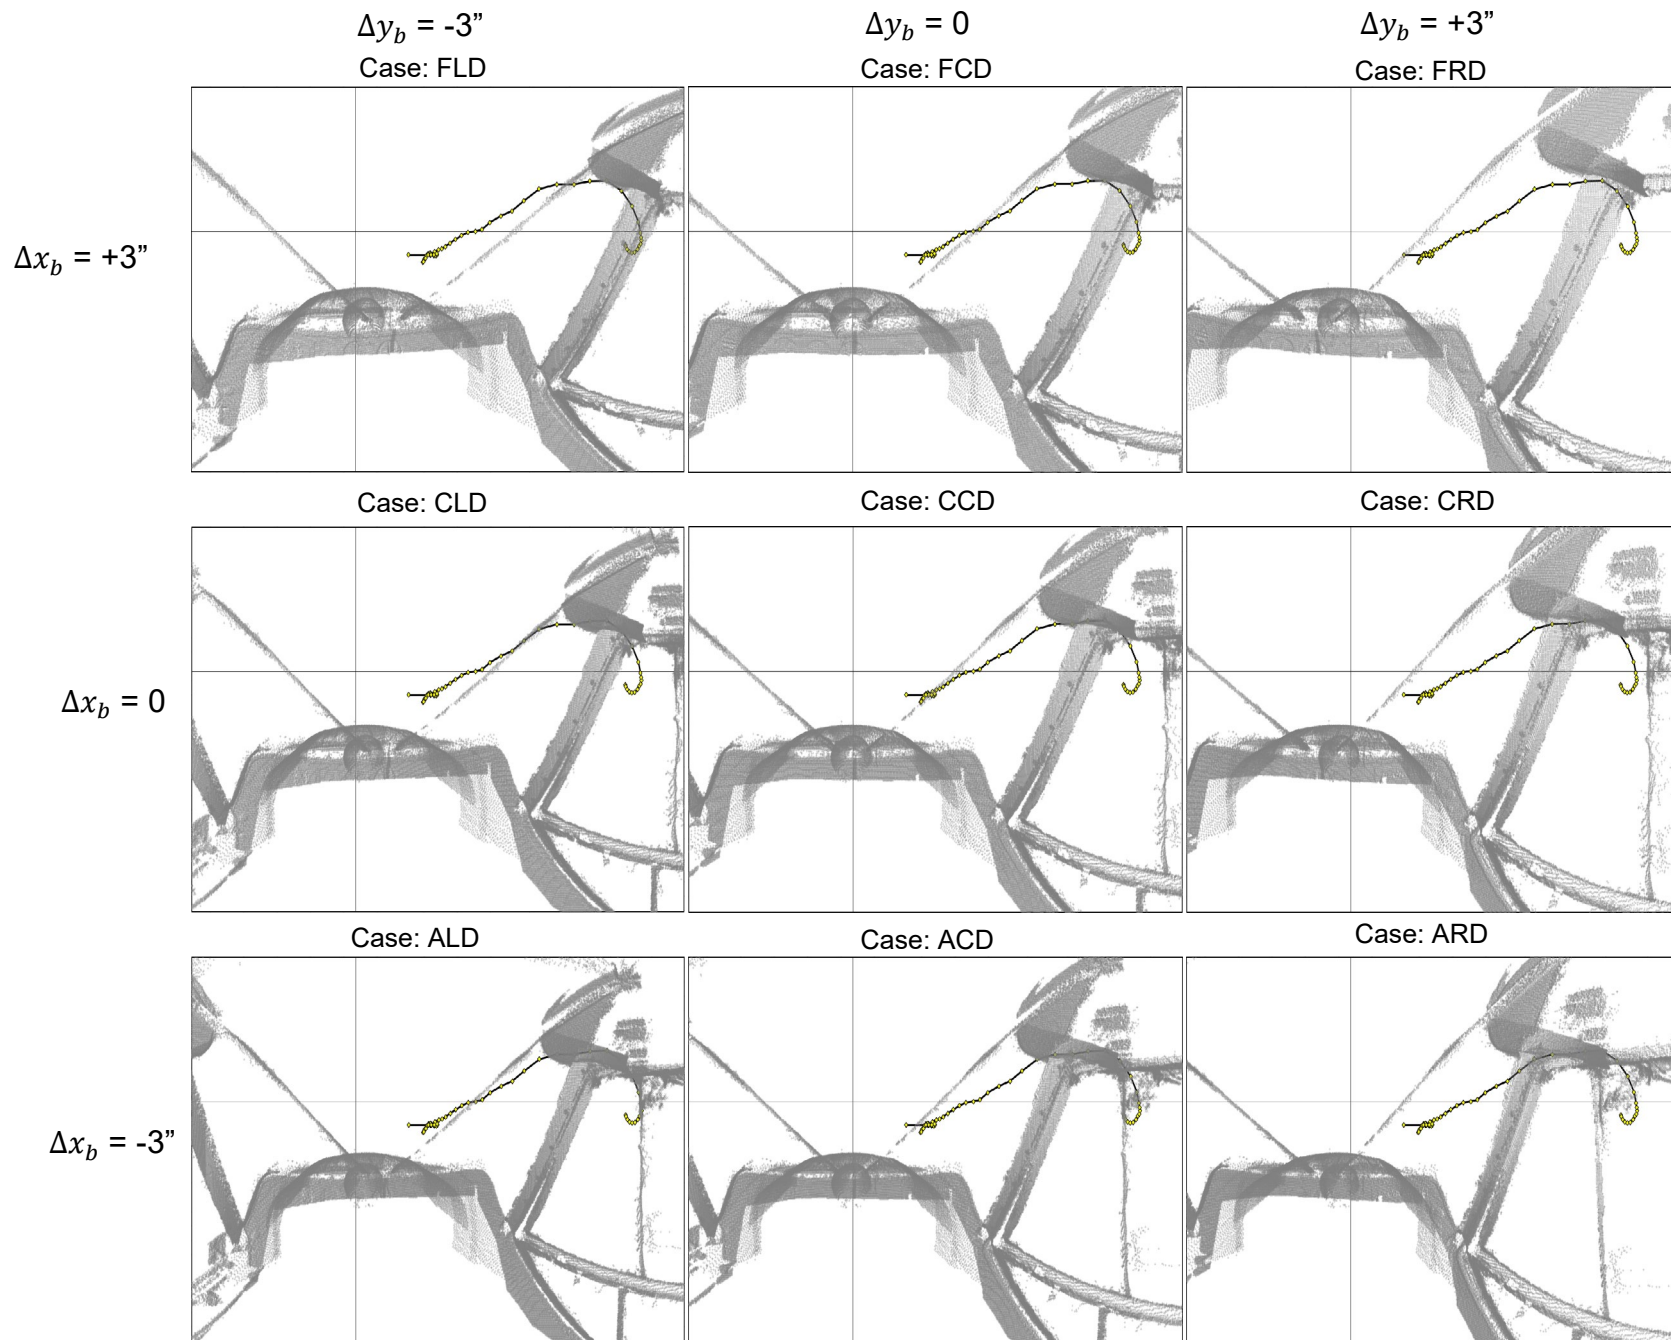 Δy_b = -3” Δy_b = 0 Δy_b = +3”
Case: FLD Case: FCD Case: FRD
Δx_b = +3”
Case: CLD Case: CCD Case: CRD
Δx_b = 0
Case: ALD Case: ACD Case: ARD
Δx_b = -3”